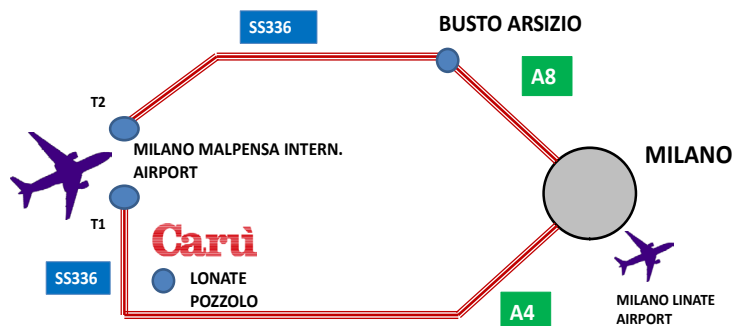 SS336
BUSTO ARSIZIO
A8
T2
MILANO MALPENSA INTERN.
AIRPORT
MILANO
T1
Carù
SS336
LONATE
POZZOLO
A4
MILANO LINATE
AIRPORT